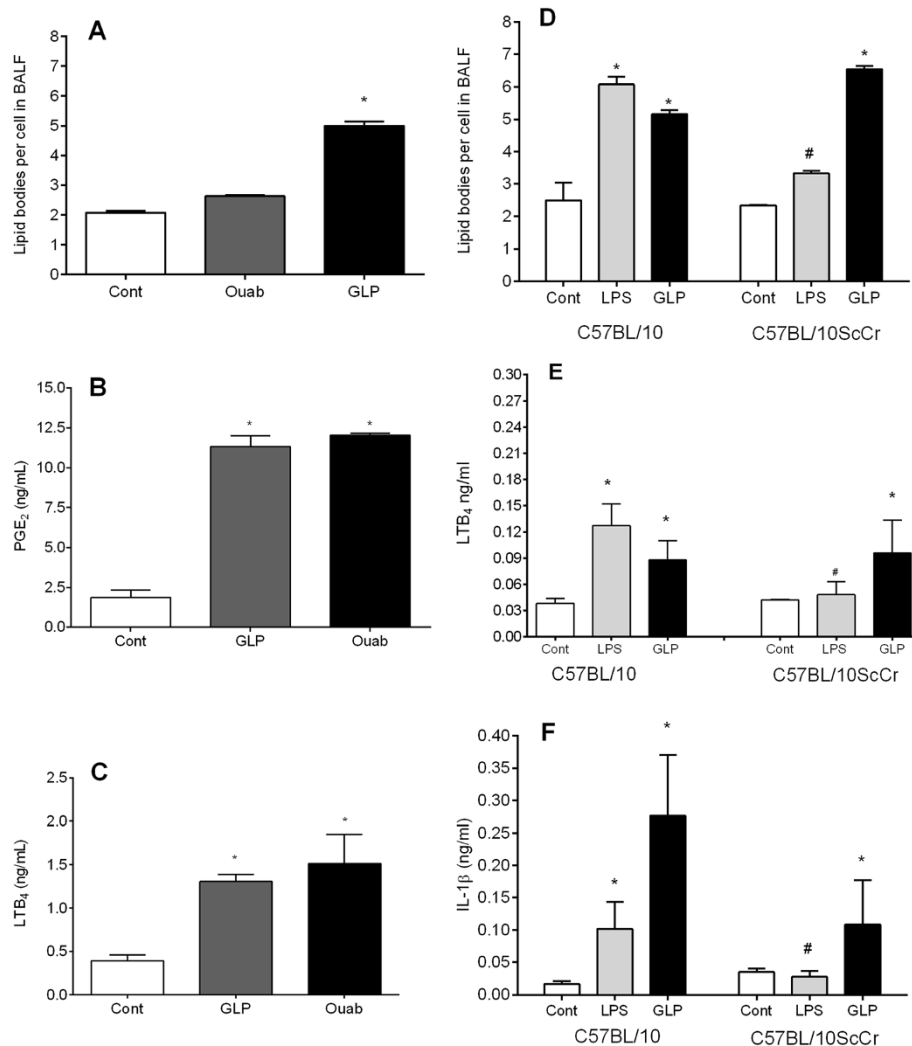 A
Lipid bodies per cell in BALF
8
7
6
5
4
3
2
1
0
*
Cont Ouab GLP
B
PGE₂ (ng/mL)
15.0
12.5
10.0
7.5
5.0
2.5
0.0
* *
Cont GLP Ouab
C
LTB₄ (ng/mL)
2.5
2.0
1.5
1.0
0.5
0.0
* *
Cont GLP Ouab
D
Lipid bodies per cell in BALF
8
7
6
5
4
3
2
1
0
* * # *
Cont LPS GLP Cont LPS GLP
C57BL/10 C57BL/10ScCr
E
LTB₄ ng/ml
0.30
0.27
0.24
0.21
0.18
0.15
0.12
0.09
0.06
0.03
0.00
* * # *
Cont LPS GLP Cont LPS GLP
C57BL/10 C57BL/10ScCr
F
IL-1β (ng/ml)
0.40
0.35
0.30
0.25
0.20
0.15
0.10
0.05
0.00
* * # *
Cont LPS GLP Cont LPS GLP
C57BL/10 C57BL/10ScCr